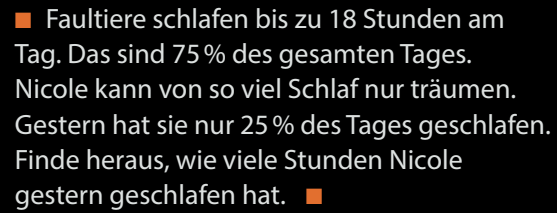 ■ Faultiere schlafen bis zu 18 Stunden am
Tag. Das sind 75 % des gesamten Tages.
Nicole kann von so viel Schlaf nur träumen.
Gestern hat sie nur 25 % des Tages geschlafen.
Finde heraus, wie viele Stunden Nicole
gestern geschlafen hat. ■